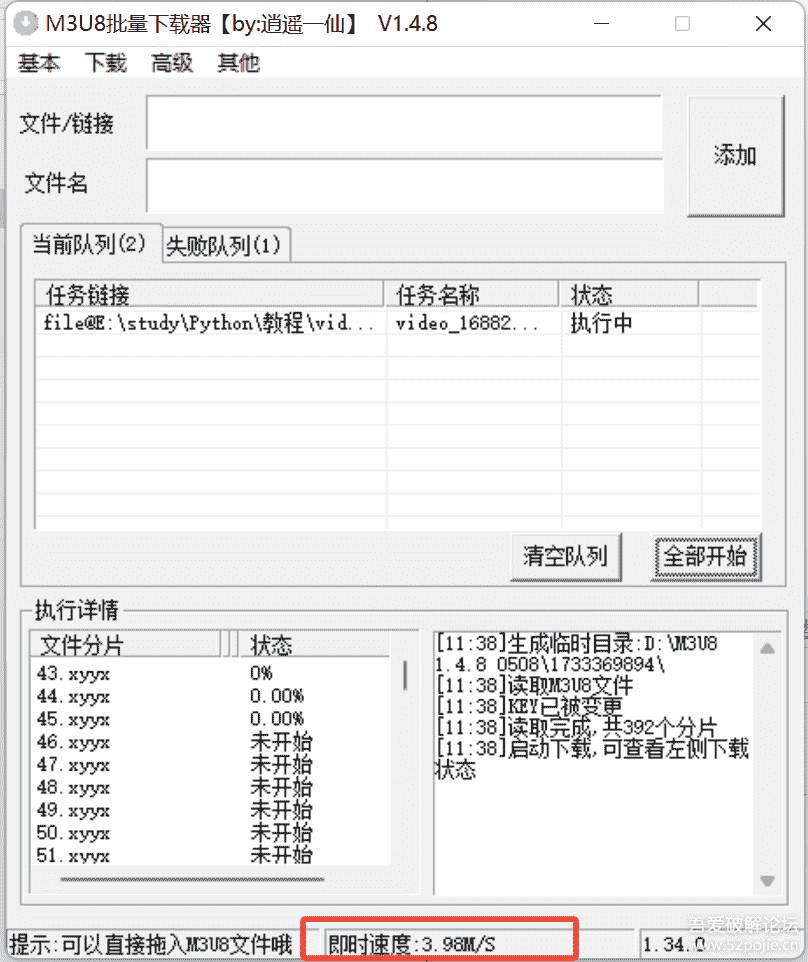 M3U8批量下载器【by:逍遥一仙】 V1.4.8
基本 下载 高级 其他
文件/链接
添加
文件名
当前队列(2) 失败队列(1)
任务链接 任务名称 状态
file@E:\study\Python\教程\vid... video_16882... 执行中
清空队列 全部开始
执行详情
文件分片 状态
43.xyyx 0%
44.xyyx 0.00%
45.xyyx 0.00%
46.xyyx 未开始
47.xyyx 未开始
48.xyyx 未开始
49.xyyx 未开始
50.xyyx 未开始
51.xyyx 未开始
[11:38]生成临时目录:D:\M3U8
1.4.8 0508\1733369894\
[11:38]读取M3U8文件
[11:38]KEY已被变更
[11:38]读取完成,共392个分片
[11:38]启动下载,可查看左侧下载
状态
提示:可以直接拖入M3U8文件哦 即时速度:3.98M/S 1.34.0
吾爱破解论坛
www.52pojie.cn